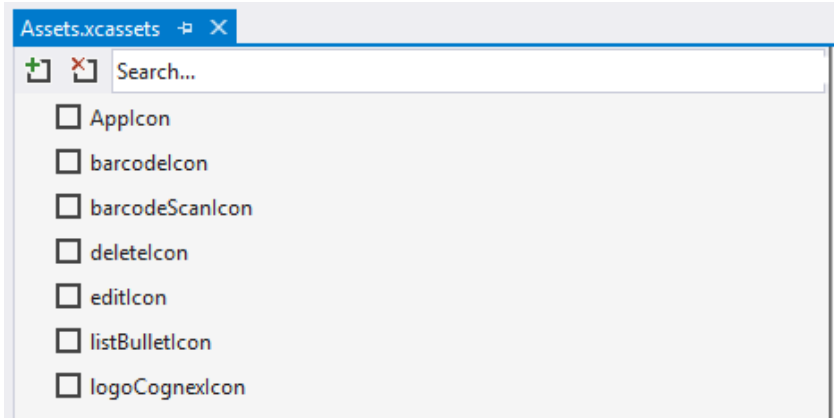 Assets.xcassets
Search...
AppIcon
barcodeIcon
barcodeScanIcon
deleteIcon
editIcon
listBulletIcon
logoCognexIcon